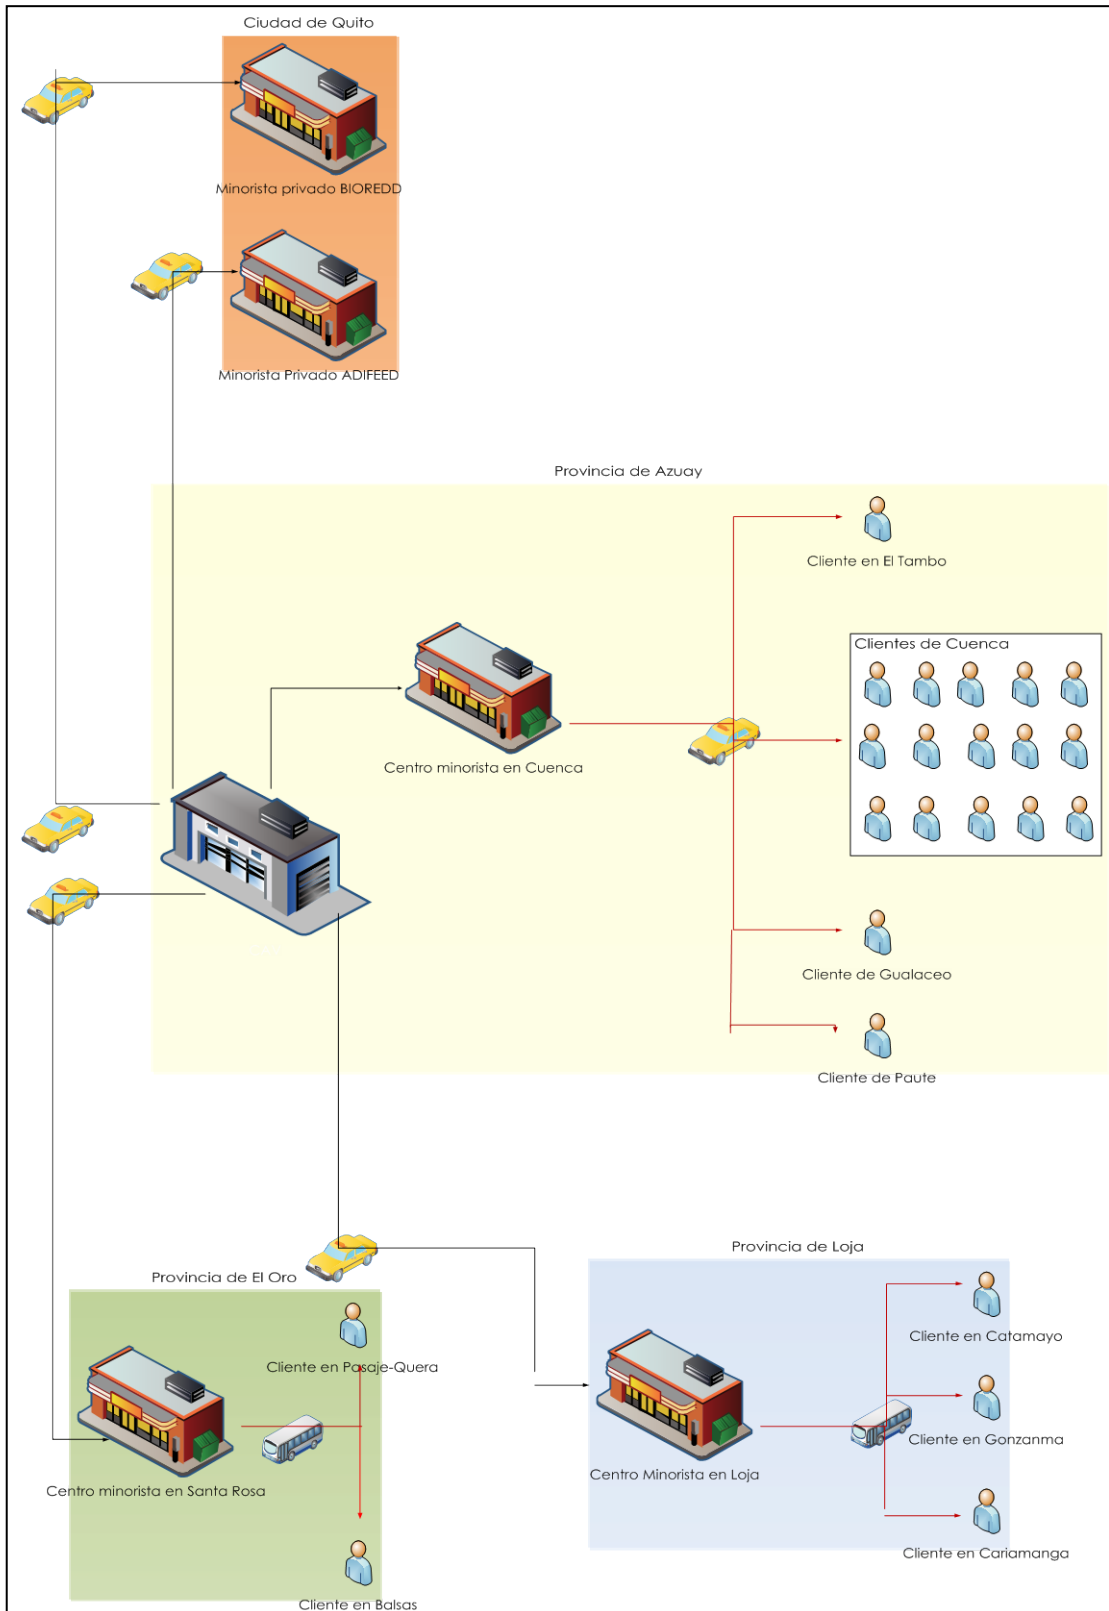 Ciudad de Quito
Minorista privado BIOREDD
Minorista Privado ADIFEED
Provincia de Azuay
Cliente en El Tambo
Clientes de Cuenca
Centro minorista en Cuenca
Cliente de Gualaceo
Cliente de Paute
Provincia de Loja
Provincia de El Oro
Cliente en Catamayo
Cliente en Pasaje-Quera
Cliente en Gonzanma
Centro Minorista en Loja
Centro minorista en Santa Rosa
Cliente en Cariamanga
Cliente en Balsas